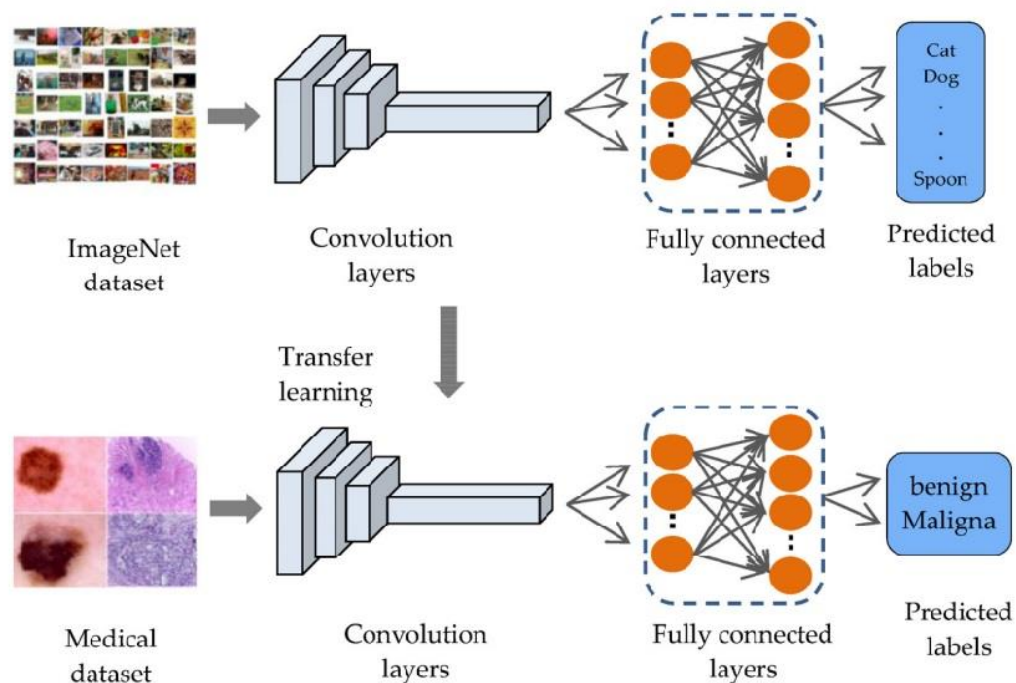 Cat
Dog
.
.
.
Spoon
ImageNet
dataset
Convolution
layers
Fully connected
layers
Predicted
labels
Transfer
learning
benign
Maligna
Medical
dataset
Convolution
layers
Fully connected
layers
Predicted
labels